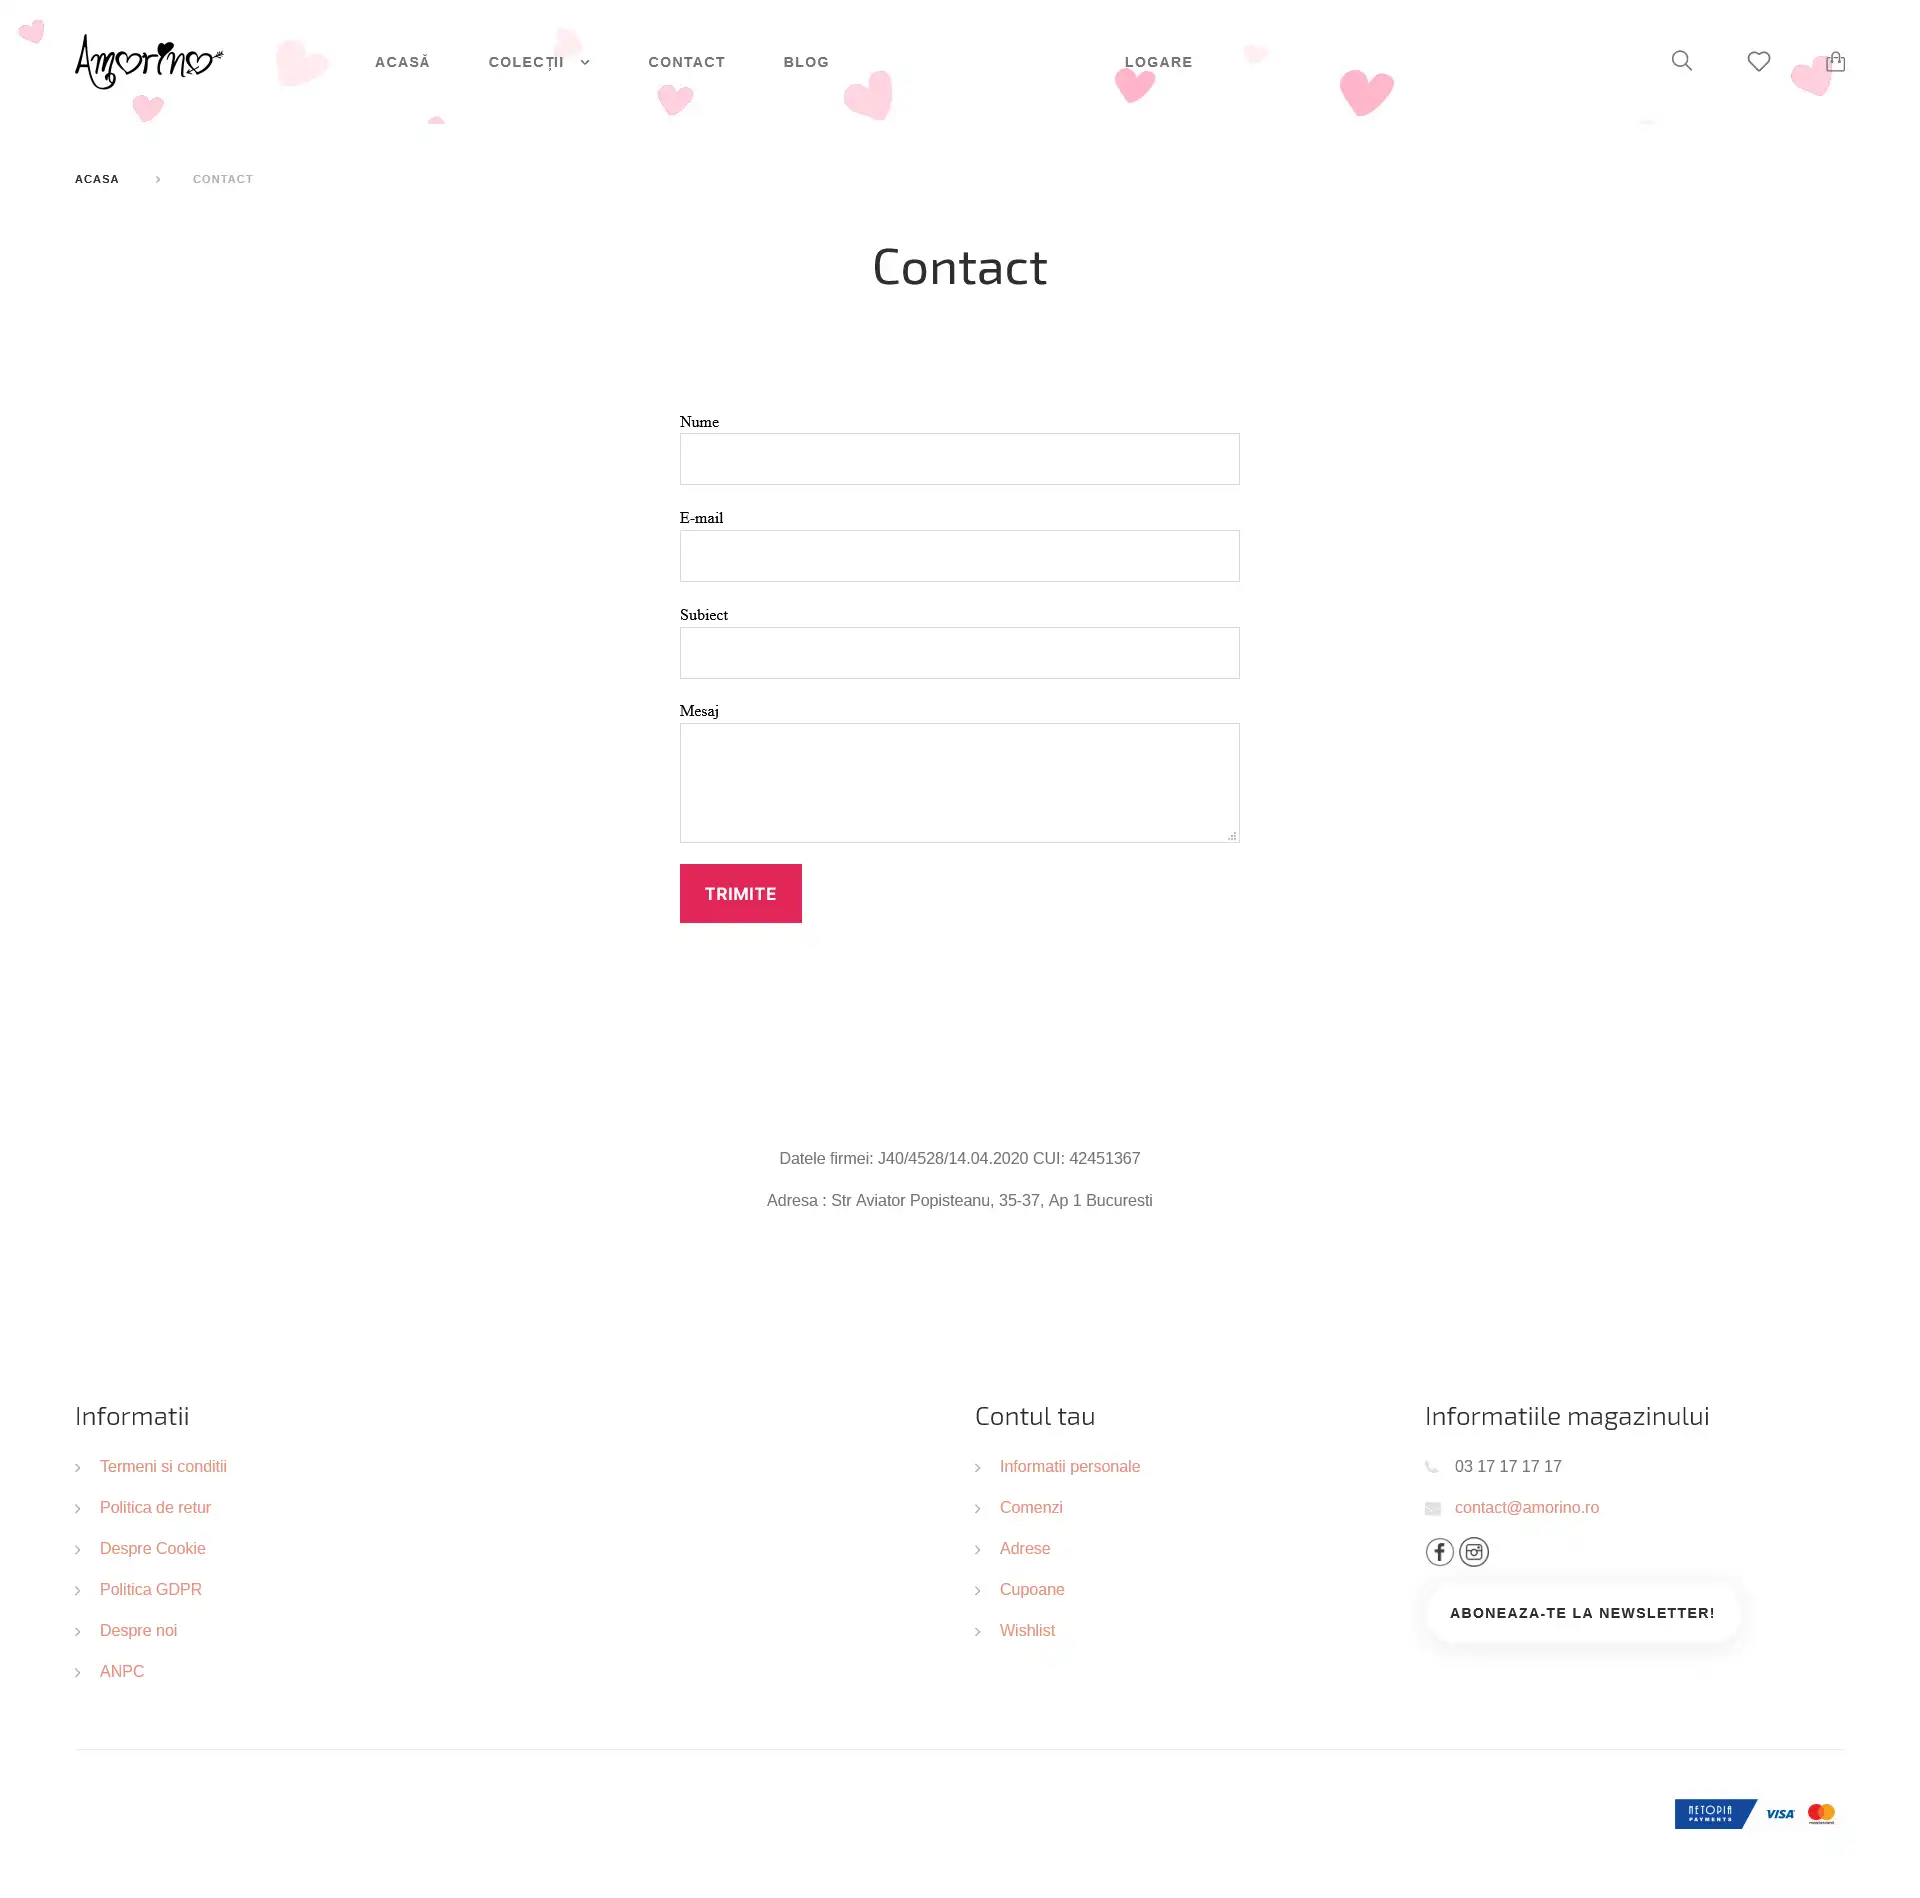 Amorino
ACASĂ
COLECȚII
CONTACT
BLOG
LOGARE
ACASA > CONTACT
Contact
Nume
E-mail
Subiect
Mesaj
TRIMITE
Datele firmei: J40/4528/14.04.2020 CUI: 42451367
Adresa : Str Aviator Popisteanu, 35-37, Ap 1 Bucuresti
Informatii
Termeni si conditii
Politica de retur
Despre Cookie
Politica GDPR
Despre noi
ANPC
Contul tau
Informatii personale
Comenzi
Adrese
Cupoane
Wishlist
Informatiile magazinului
03 17 17 17 17
contact@amorino.ro
ABONEAZA-TE LA NEWSLETTER!
NETOPIA
PAYMENTS
VISA
mastercard